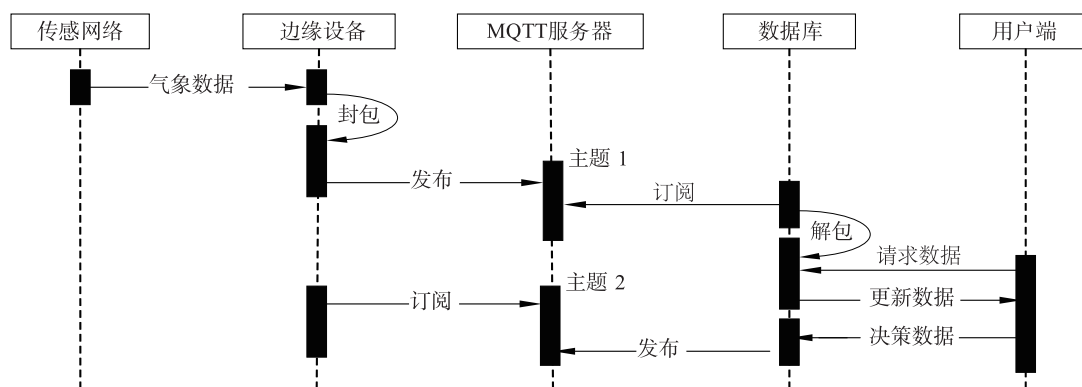 传感网络
边缘设备
MQTT服务器
数据库
用户端
气象数据
封包
主题 1
发布
订阅
解包
请求数据
主题 2
订阅
更新数据
决策数据
发布